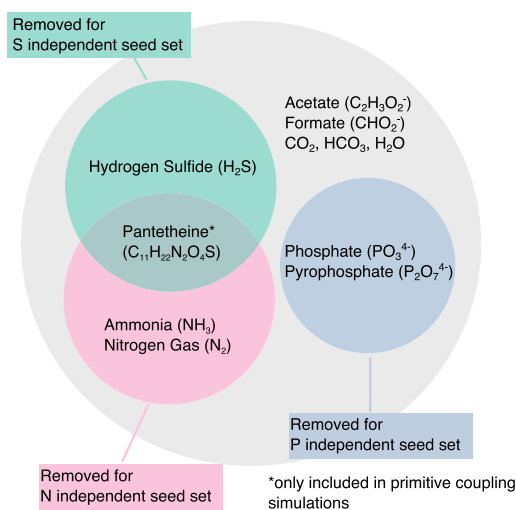 Removed for
S independent seed set
Acetate (C₂H₃O₂⁻)
Formate (CHO₂⁻)
CO₂, HCO₃, H₂O
Hydrogen Sulfide (H₂S)
Pantetheine*
(C₁₁H₂₂N₂O₄S)
Phosphate (PO₃⁴⁻)
Pyrophosphate (P₂O₇⁴⁻)
Ammonia (NH₃)
Nitrogen Gas (N₂)
Removed for
P independent seed set
Removed for
N independent seed set
*only included in primitive coupling
simulations